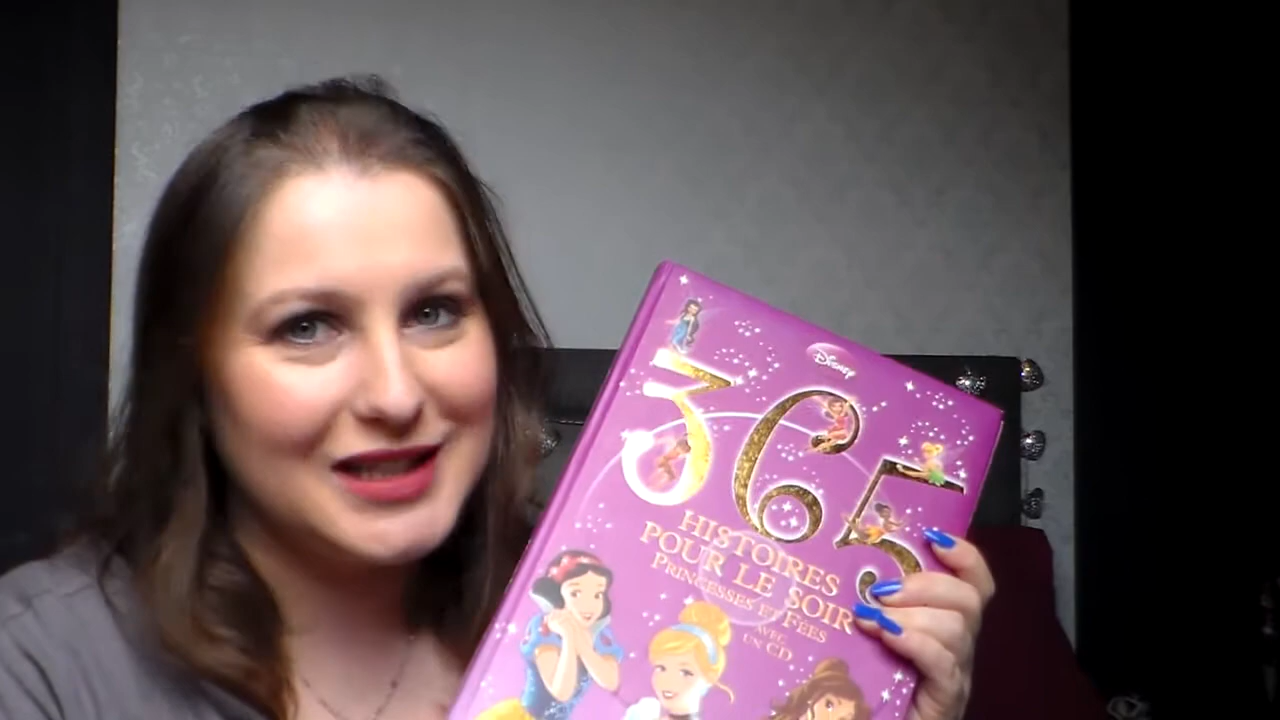 Disney
365
HISTOIRES
POUR LE SOIR
PRINCESSES ET FÉES
AVEC
UN CD